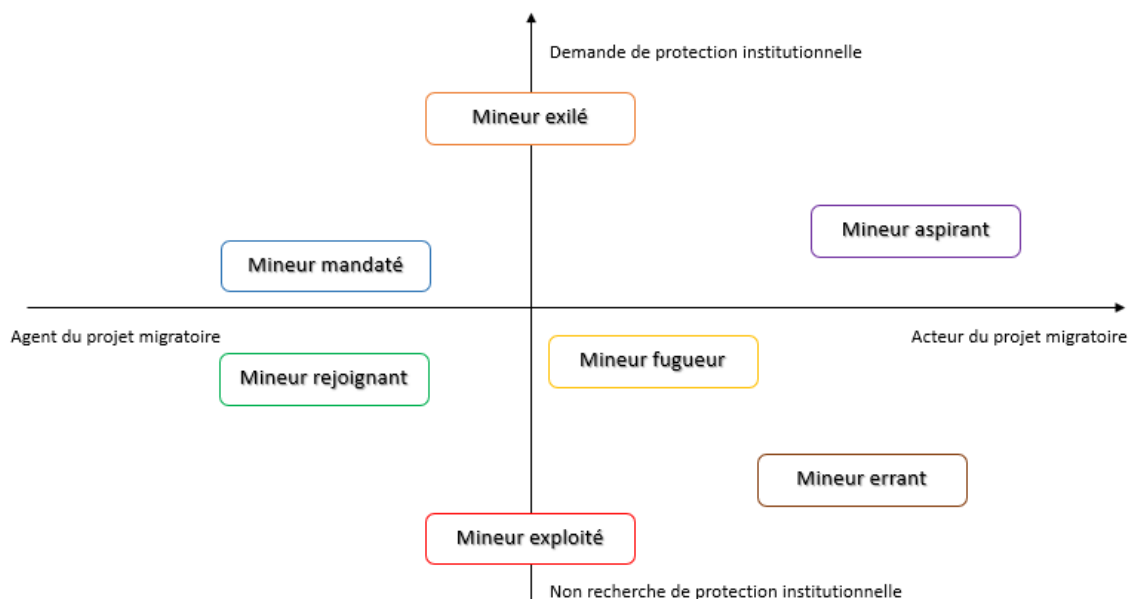 Demande de protection institutionnelle
Mineur exilé
Mineur aspirant
Mineur mandaté
Agent du projet migratoire
Acteur du projet migratoire
Mineur fugueur
Mineur rejoignant
Mineur errant
Mineur exploité
Non recherche de protection institutionnelle